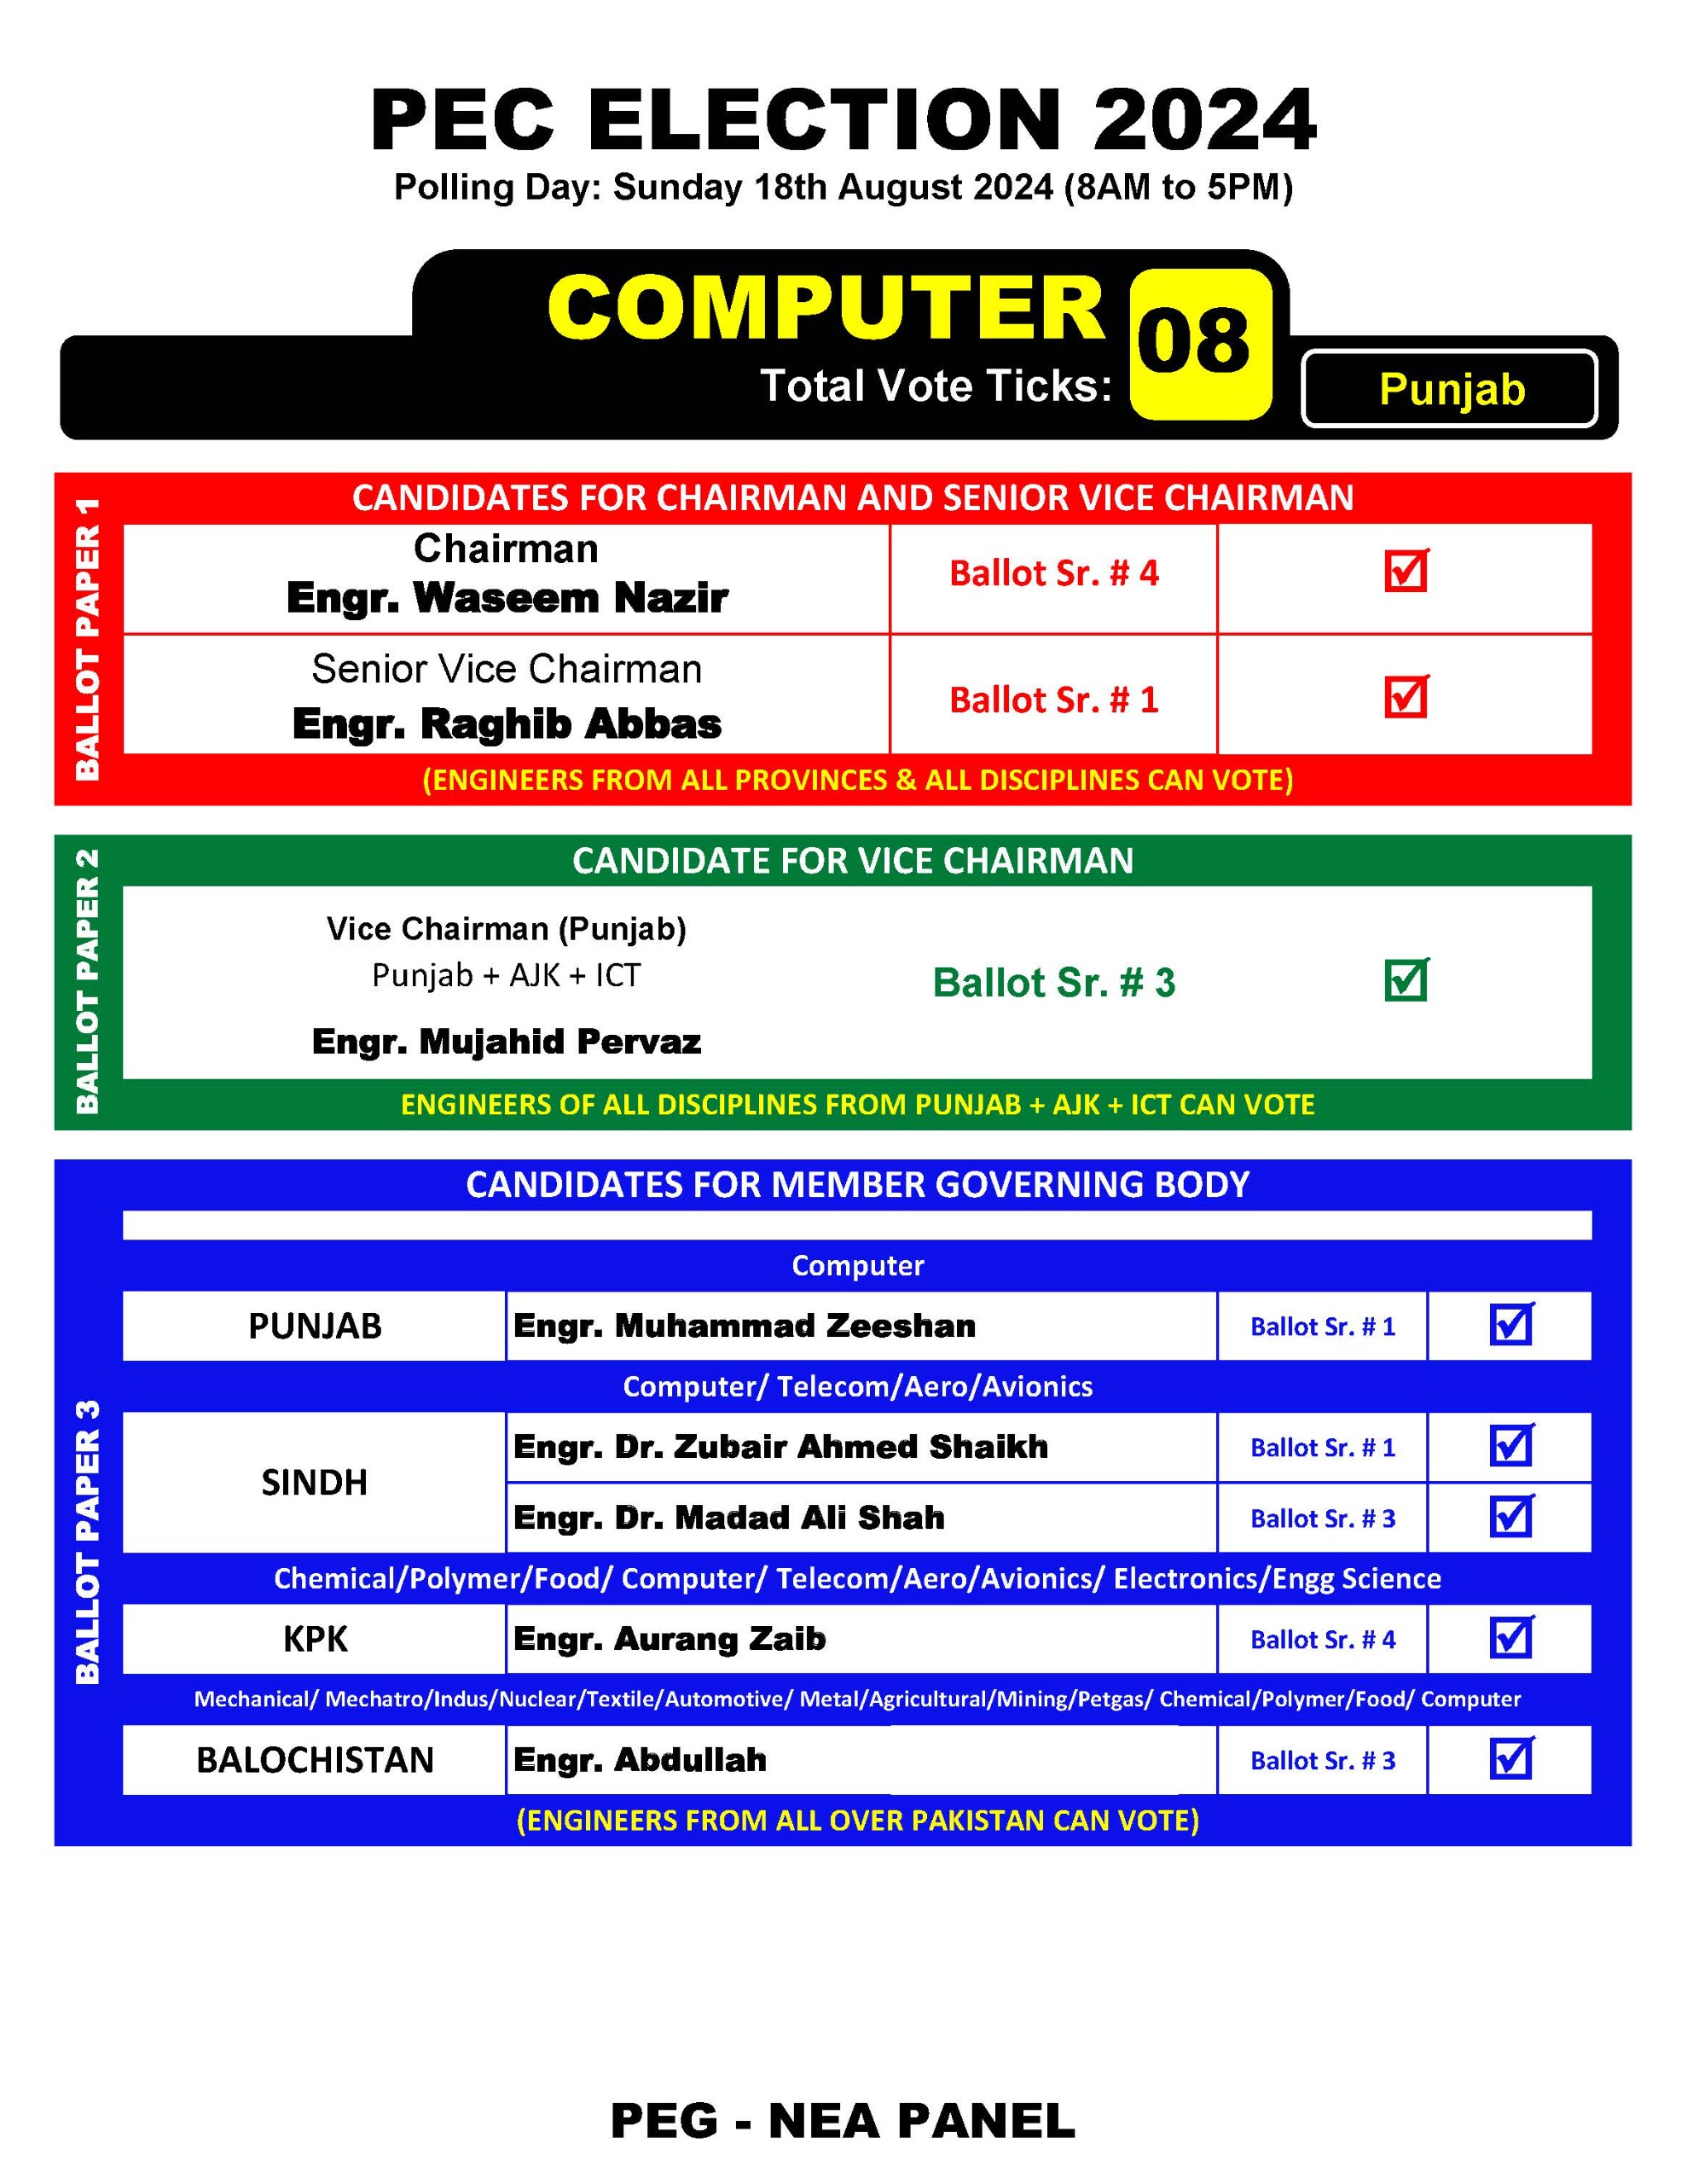 PEC ELECTION 2024
Polling Day: Sunday 18th August 2024 (8AM to 5PM)
COMPUTER
Total Vote Ticks:
08
Punjab
BALLOT PAPER 1
CANDIDATES FOR CHAIRMAN AND SENIOR VICE CHAIRMAN
Chairman
Engr. Waseem Nazir
Ballot Sr. # 4
Senior Vice Chairman
Engr. Raghib Abbas
Ballot Sr. # 1
(ENGINEERS FROM ALL PROVINCES & ALL DISCIPLINES CAN VOTE)
BALLOT PAPER 2
CANDIDATE FOR VICE CHAIRMAN
Vice Chairman (Punjab)
Punjab + AJK + ICT
Engr. Mujahid Pervaz
Ballot Sr. # 3
ENGINEERS OF ALL DISCIPLINES FROM PUNJAB + AJK + ICT CAN VOTE
BALLOT PAPER 3
CANDIDATES FOR MEMBER GOVERNING BODY
Computer
PUNJAB
Engr. Muhammad Zeeshan
Ballot Sr. # 1
Computer/ Telecom/Aero/Avionics
SINDH
Engr. Dr. Zubair Ahmed Shaikh
Ballot Sr. # 1
Engr. Dr. Madad Ali Shah
Ballot Sr. # 3
Chemical/Polymer/Food/ Computer/ Telecom/Aero/Avionics/ Electronics/Engg Science
KPK
Engr. Aurang Zaib
Ballot Sr. # 4
Mechanical/ Mechatro/Indus/Nuclear/Textile/Automotive/ Metal/Agricultural/Mining/Petgas/ Chemical/Polymer/Food/ Computer
BALOCHISTAN
Engr. Abdullah
Ballot Sr. # 3
(ENGINEERS FROM ALL OVER PAKISTAN CAN VOTE)
PEG - NEA PANEL